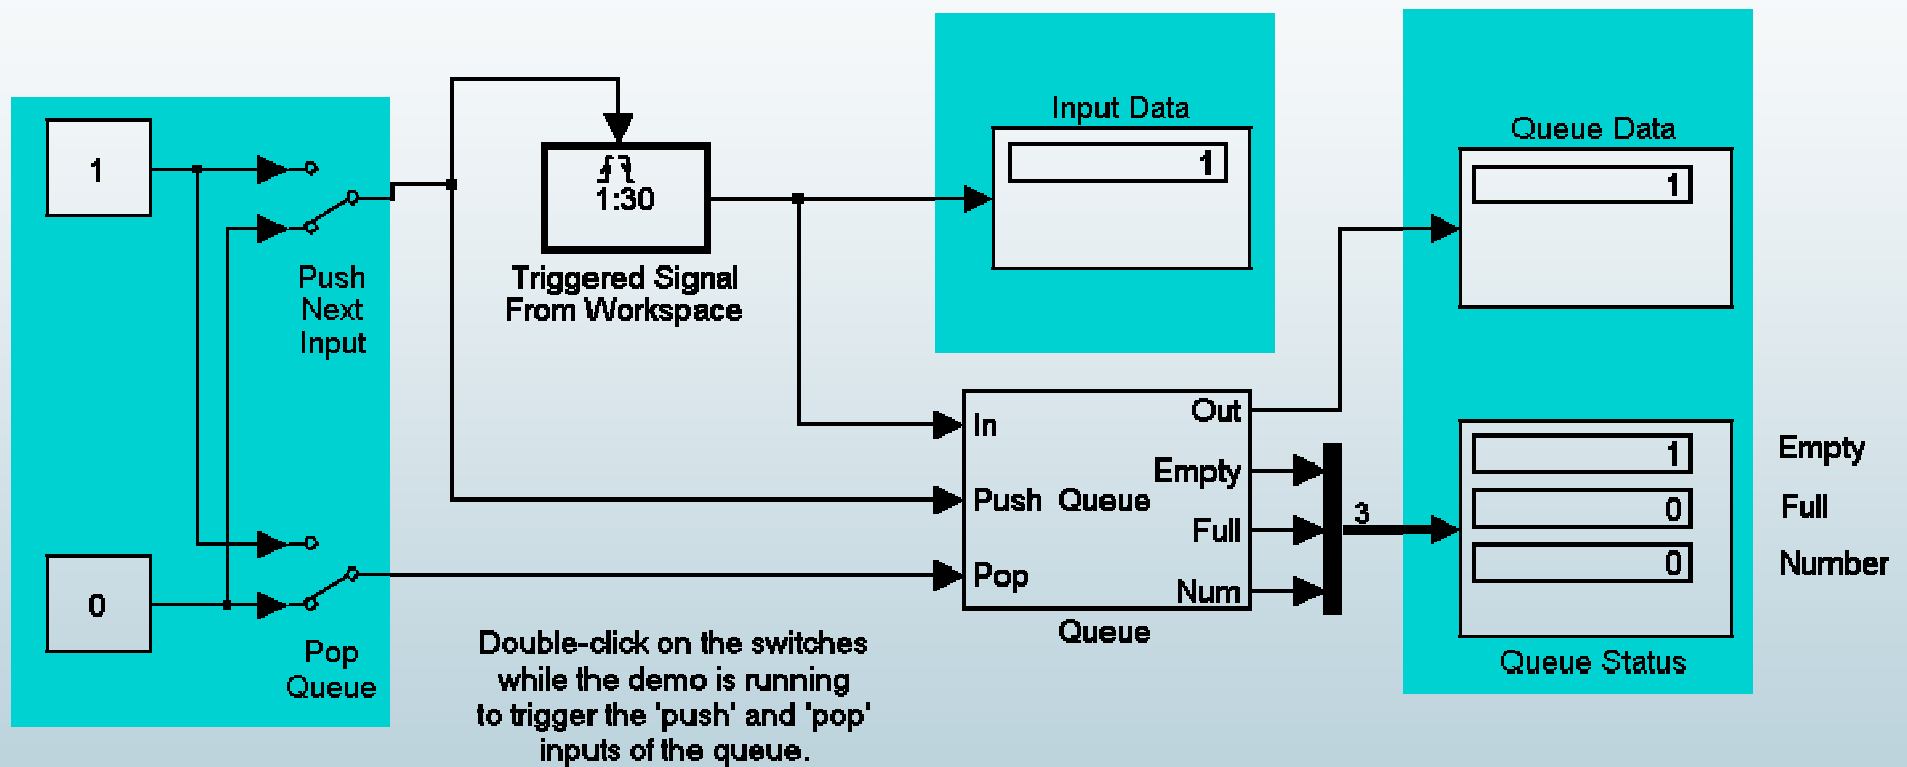 1
Push
Next
Input
0
Pop
Queue
1:30
Triggered Signal
From Workspace
Input Data
1
Queue Data
1
In
Push
Pop
Queue
Out
Empty
Full
Num
Queue
3
1
0
0
Empty
Full
Number
Queue Status
Double-click on the switches
while the demo is running
to trigger the 'push' and 'pop'
inputs of the queue.